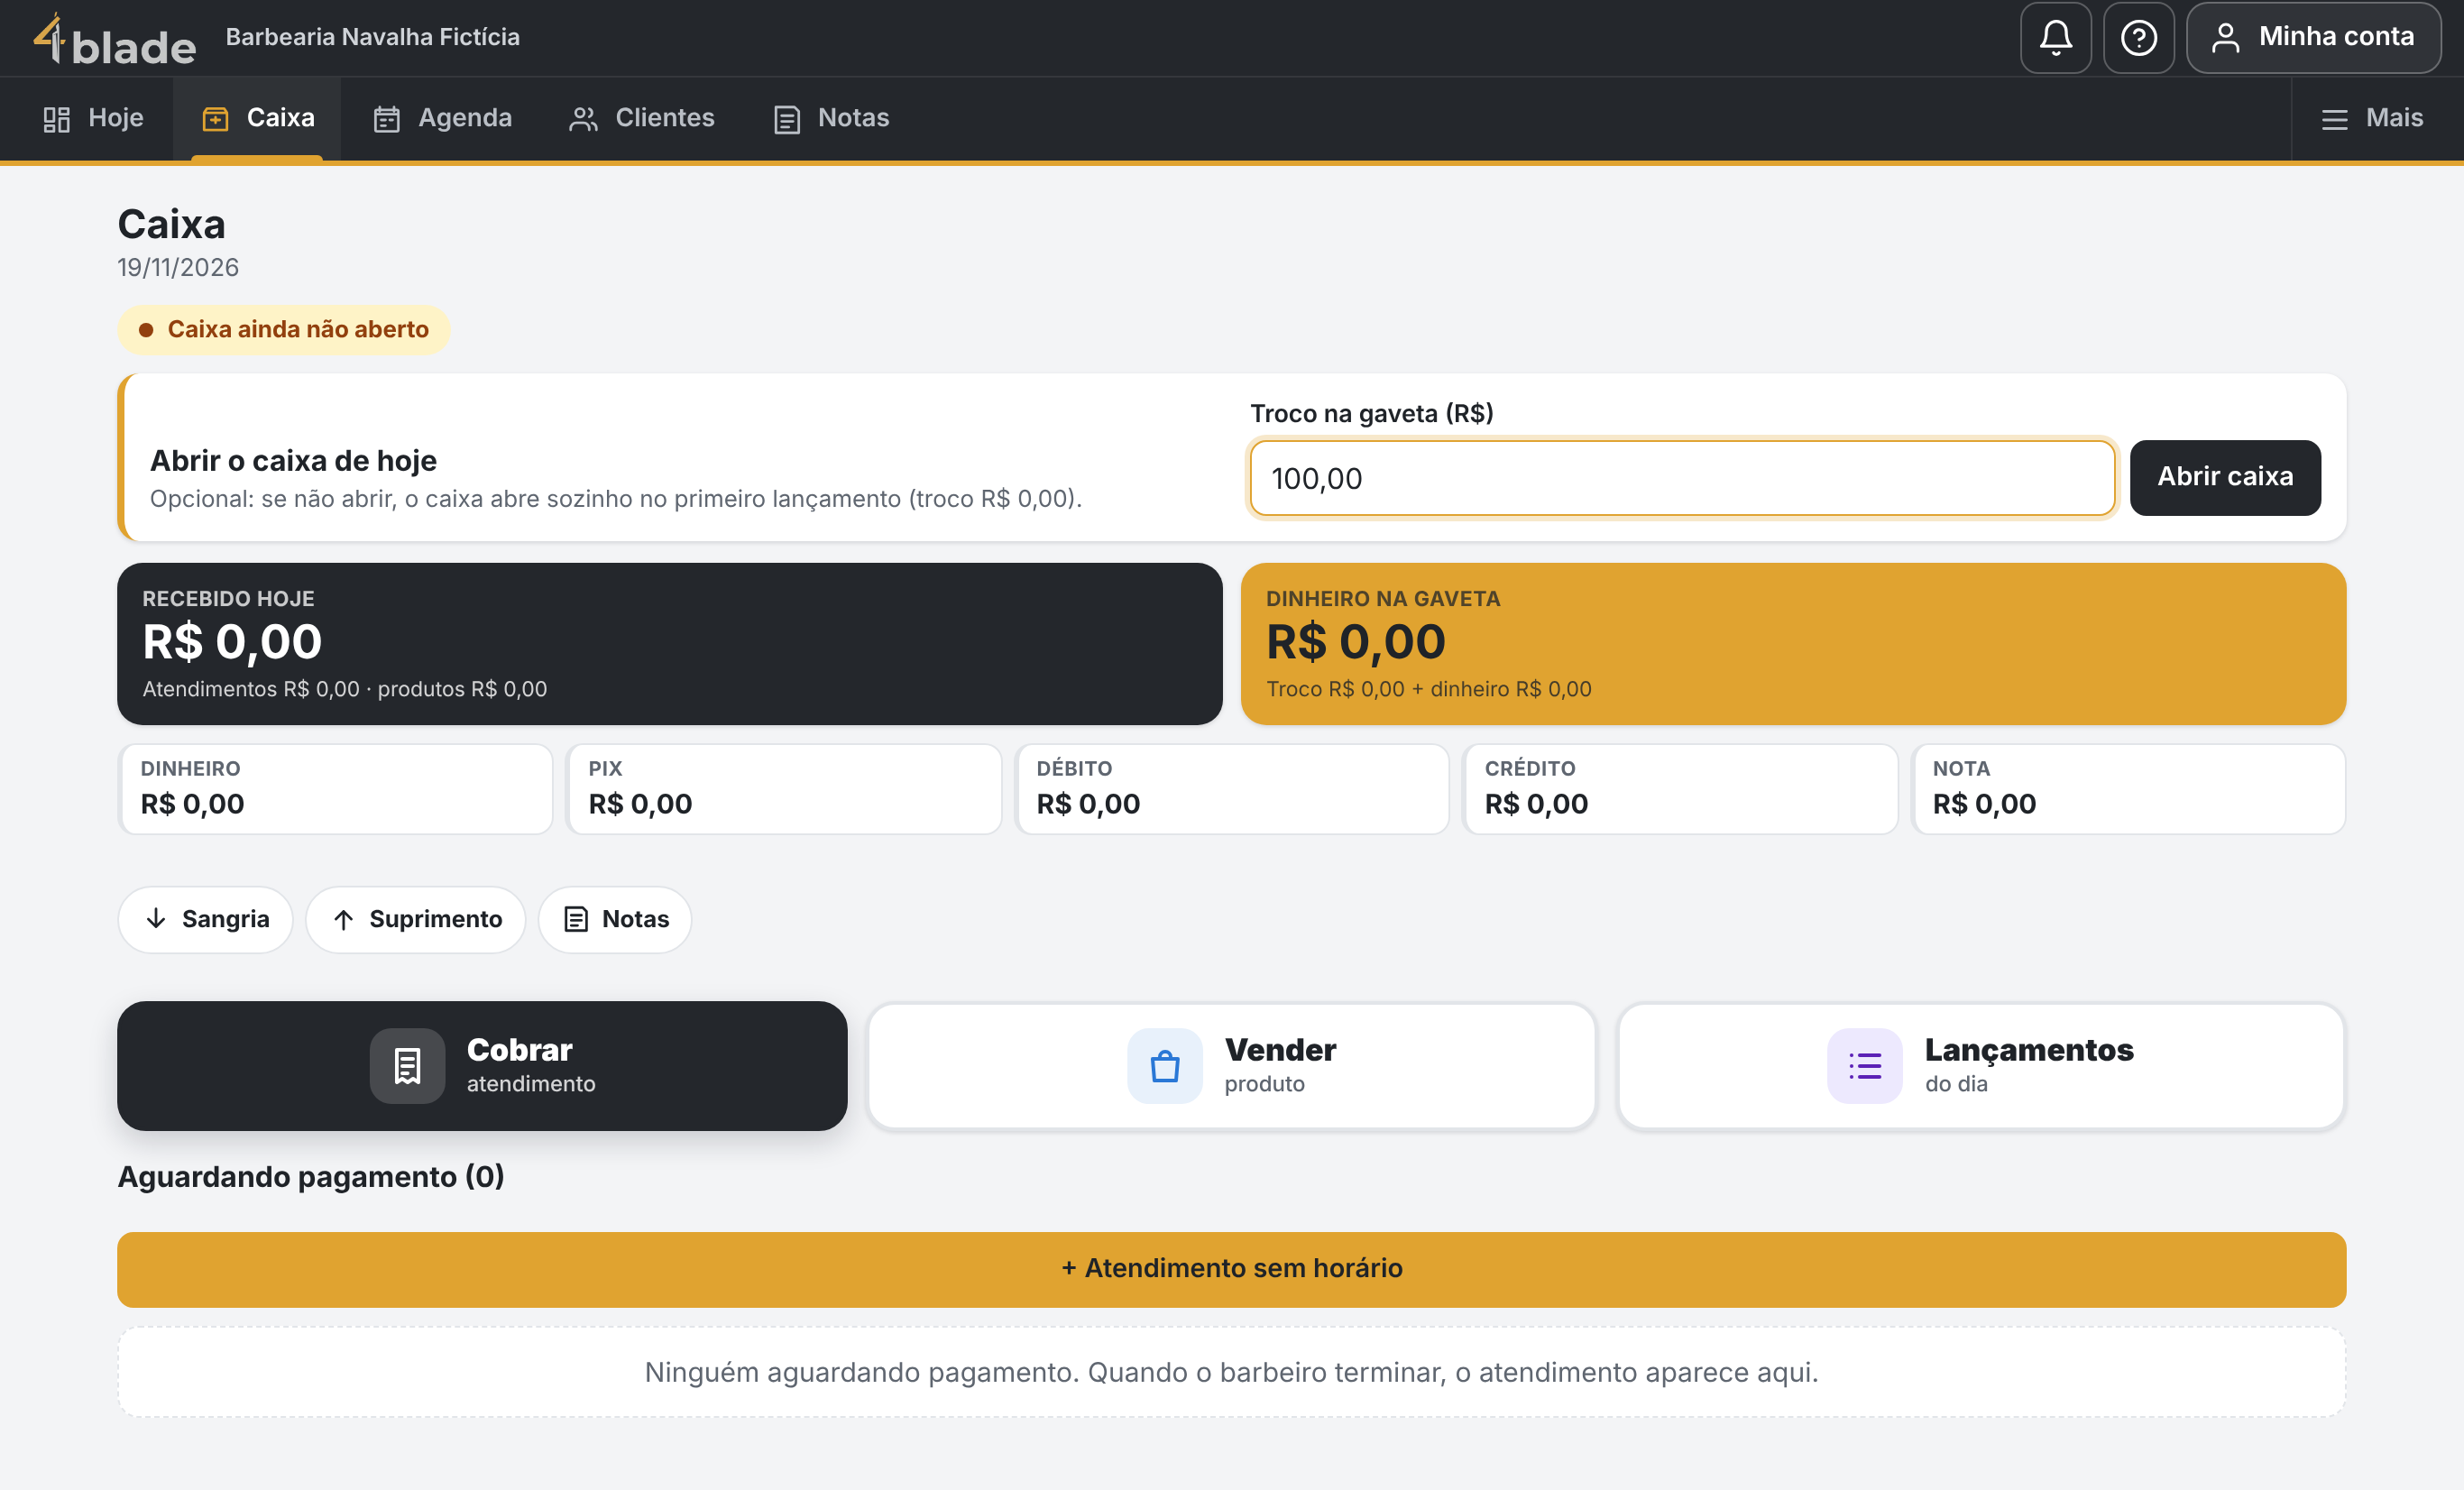 4blade Barbearia Navalha Fictícia Minha conta
Hoje Caixa Agenda Clientes Notas Mais
Caixa
19/11/2026
Caixa ainda não aberto
Troco na gaveta (R$)
Abrir o caixa de hoje
Opcional: se não abrir, o caixa abre sozinho no primeiro lançamento (troco R$ 0,00).
100,00
Abrir caixa
RECEBIDO HOJE
R$ 0,00
Atendimentos R$ 0,00 · produtos R$ 0,00
DINHEIRO NA GAVETA
R$ 0,00
Troco R$ 0,00 + dinheiro R$ 0,00
DINHEIRO
R$ 0,00
PIX
R$ 0,00
DÉBITO
R$ 0,00
CRÉDITO
R$ 0,00
NOTA
R$ 0,00
Sangria
Suprimento
Notas
Cobrar
atendimento
Vender
produto
Lançamentos
do dia
Aguardando pagamento (0)
+ Atendimento sem horário
Ninguém aguardando pagamento. Quando o barbeiro terminar, o atendimento aparece aqui.